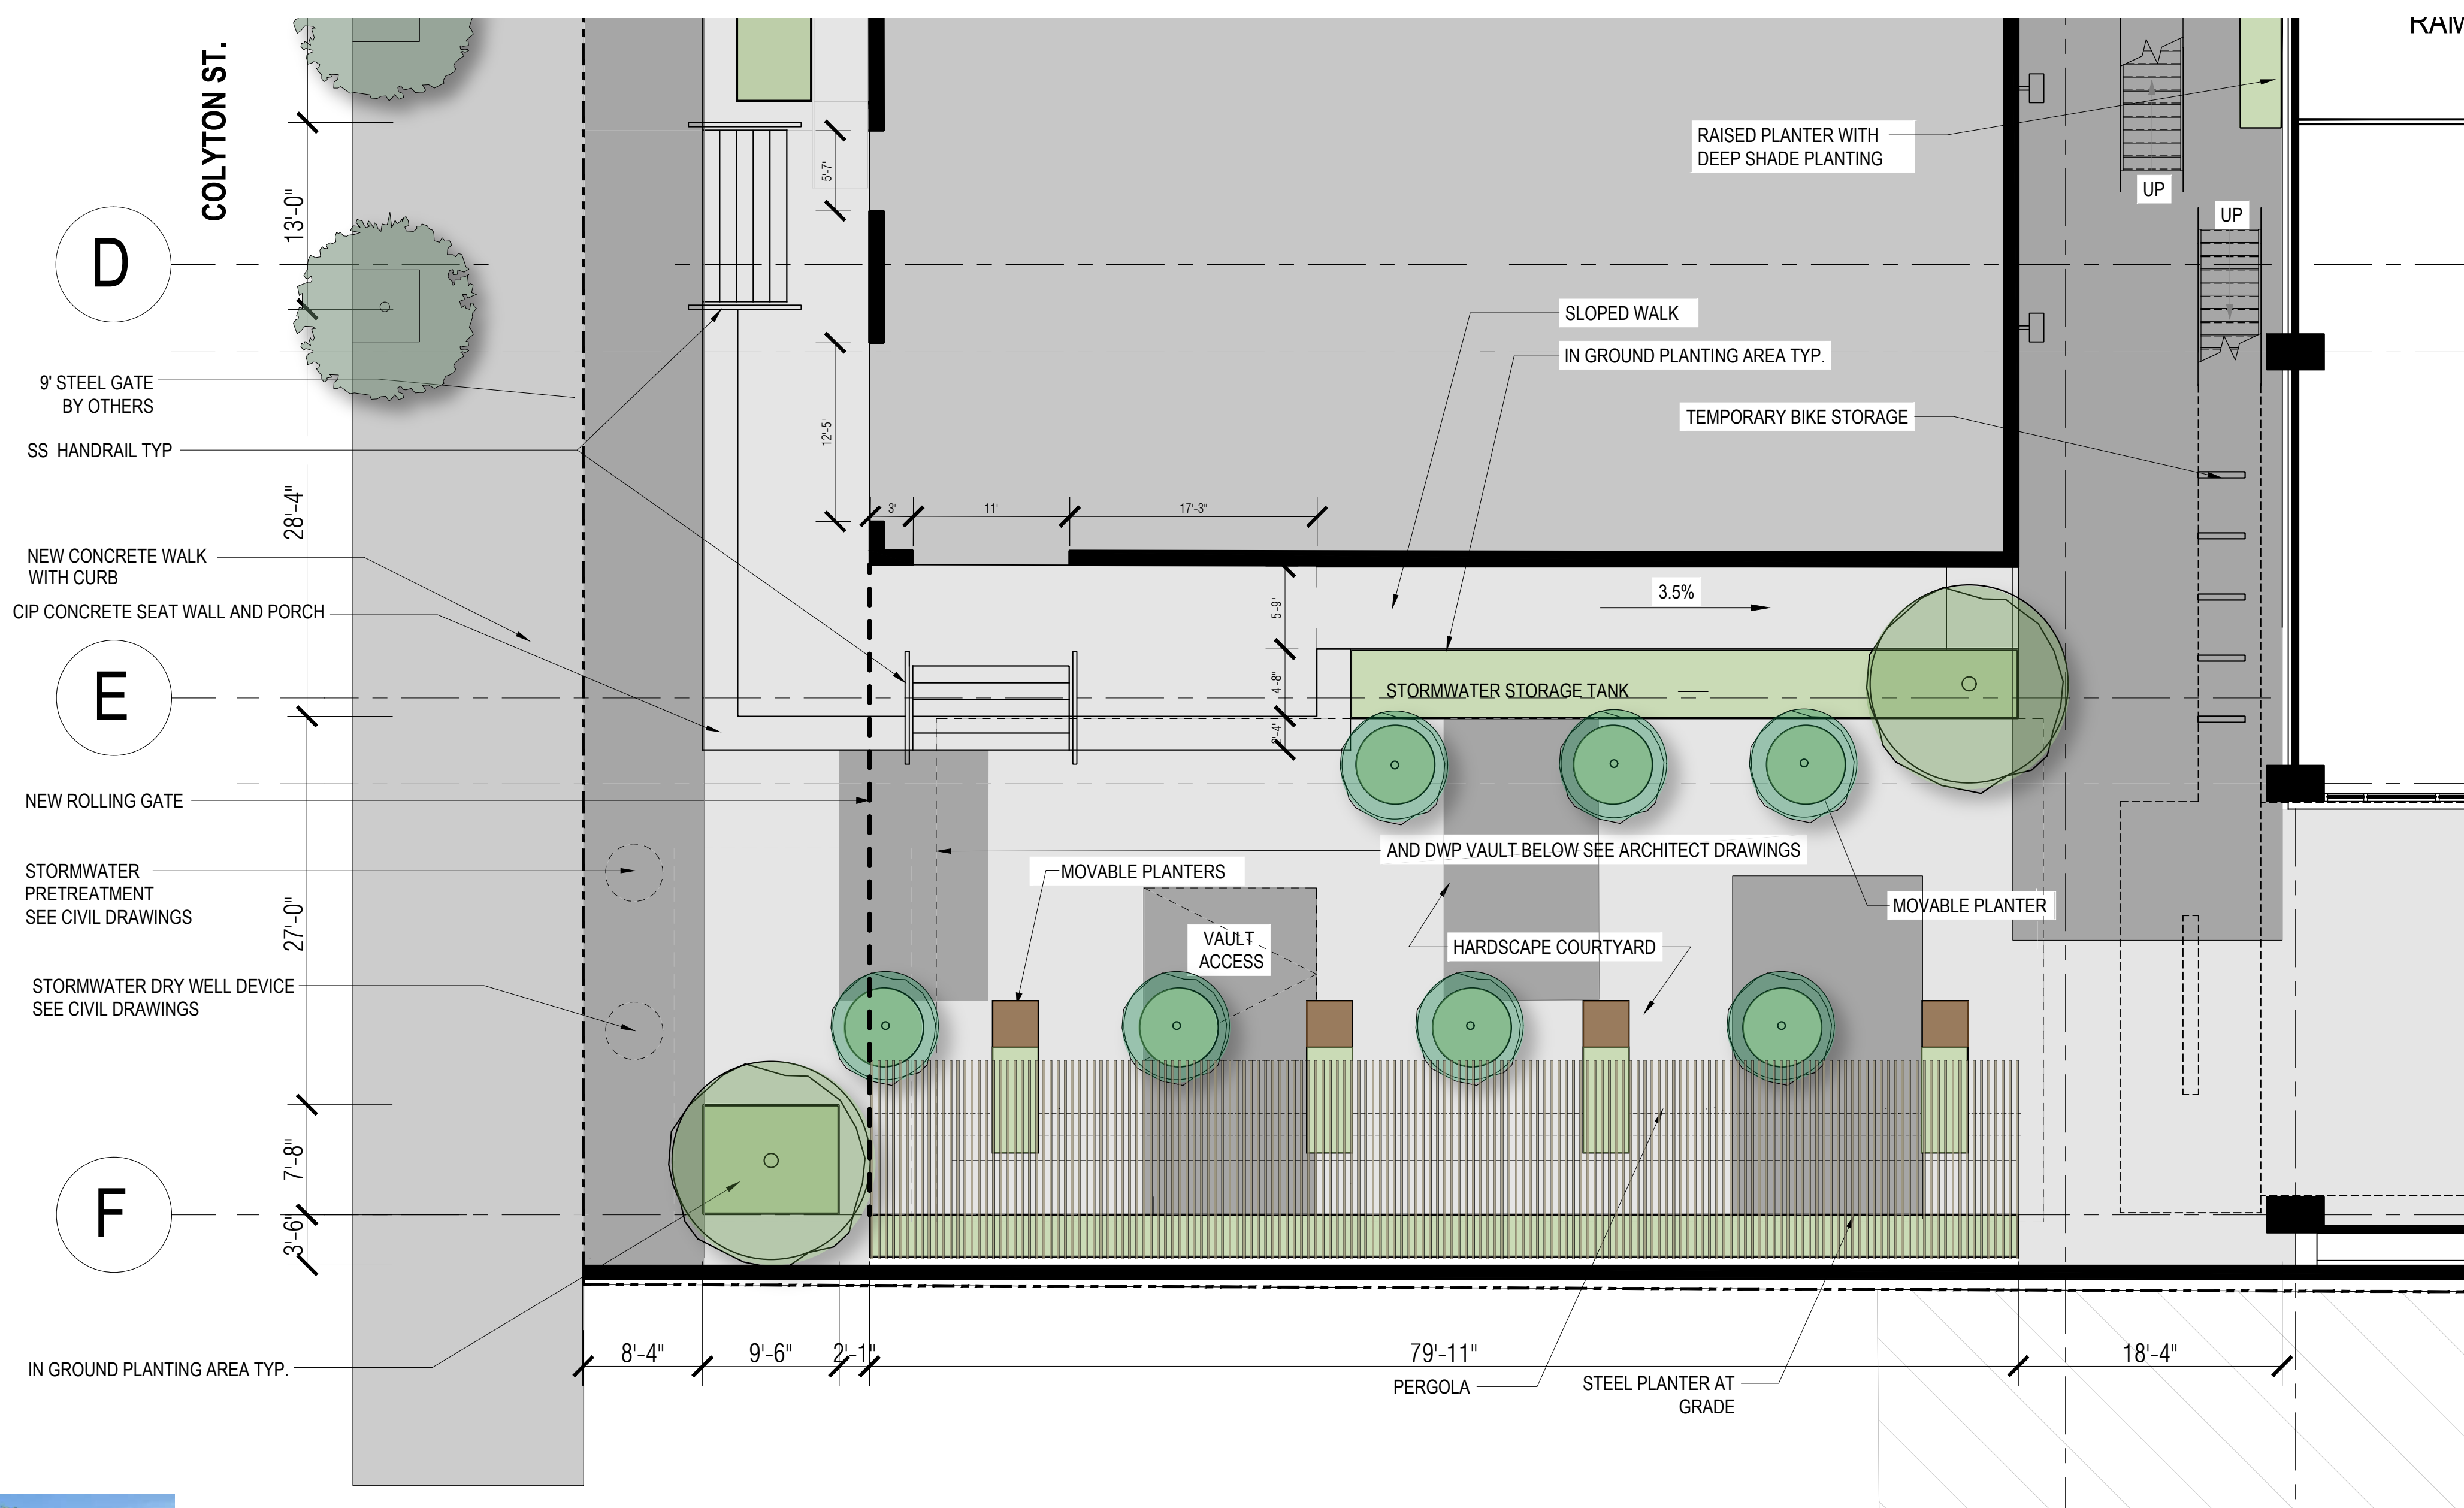 RAM
COLYTON ST.
RAISED PLANTER WITH
DEEP SHADE PLANTING
5'-7"
UP
13'-0"
UP
D
SLOPED WALK
IN GROUND PLANTING AREA TYP.
9' STEEL GATE
BY OTHERS
TEMPORARY BIKE STORAGE
12'-5"
SS HANDRAIL TYP
28'-4"
3'
11'
17'-3"
NEW CONCRETE WALK
WITH CURB
3.5%
CIP CONCRETE SEAT WALL AND PORCH
5'-9"
E
4'-8"
STORMWATER STORAGE TANK
2'-4"
NEW ROLLING GATE
AND DWP VAULT BELOW SEE ARCHITECT DRAWINGS
STORMWATER
PRETREATMENT
SEE CIVIL DRAWINGS
MOVABLE PLANTERS
MOVABLE PLANTER
27'-0"
VAULT
ACCESS
HARDSCAPE COURTYARD
STORMWATER DRY WELL DEVICE
SEE CIVIL DRAWINGS
7'-8"
F
3'-6"
IN GROUND PLANTING AREA TYP.
8'-4"
9'-6"
2'-1"
79'-11"
18'-4"
PERGOLA
STEEL PLANTER AT
GRADE